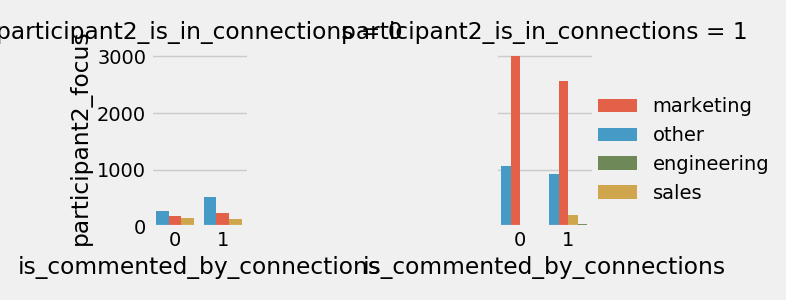 participant2_is_in_connections = 0
participant2_is_in_connections = 1
participant2_focus
3000
2000
1000
0
0 1
0 1
is_commented_by_connections
is_commented_by_connections
marketing
other
engineering
sales